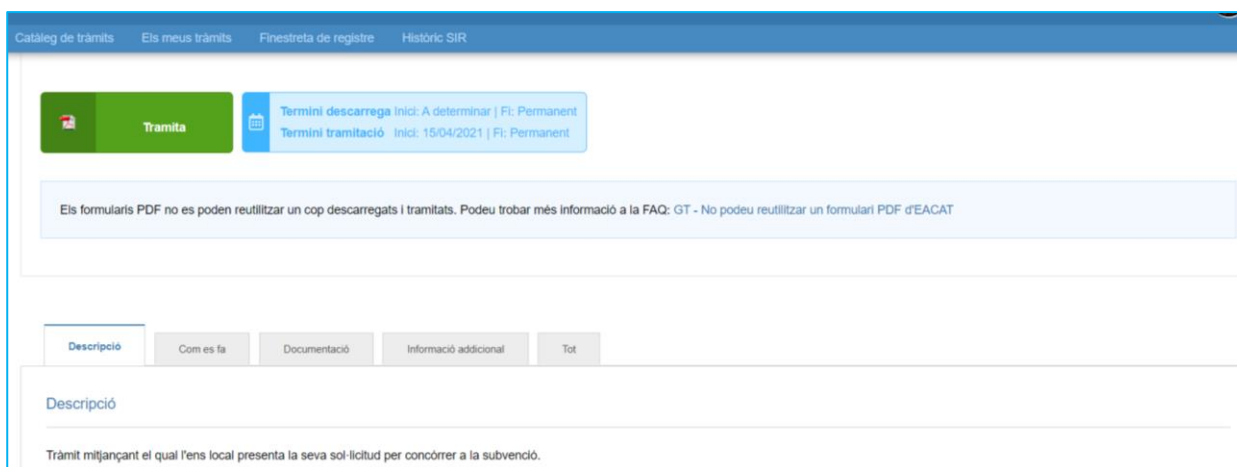 Catàleg de tràmits Els meus tràmits Finestreta de registre Històric SIR
Tramita
Termini descarrega Inici: A determinar | Fi: Permanent
Termini tramitació Inici: 15/04/2021 | Fi: Permanent
Els formularis PDF no es poden reutilitzar un cop descarregats i tramitats. Podeu trobar més informació a la FAQ: GT - No podeu reutilitzar un formulari PDF d'EACAT
Descripció Com es fa Documentació Informació addicional Tot
Descripció
Tràmit mitjançant el qual l'ens local presenta la seva sol·licitud per concórrer a la subvenció.